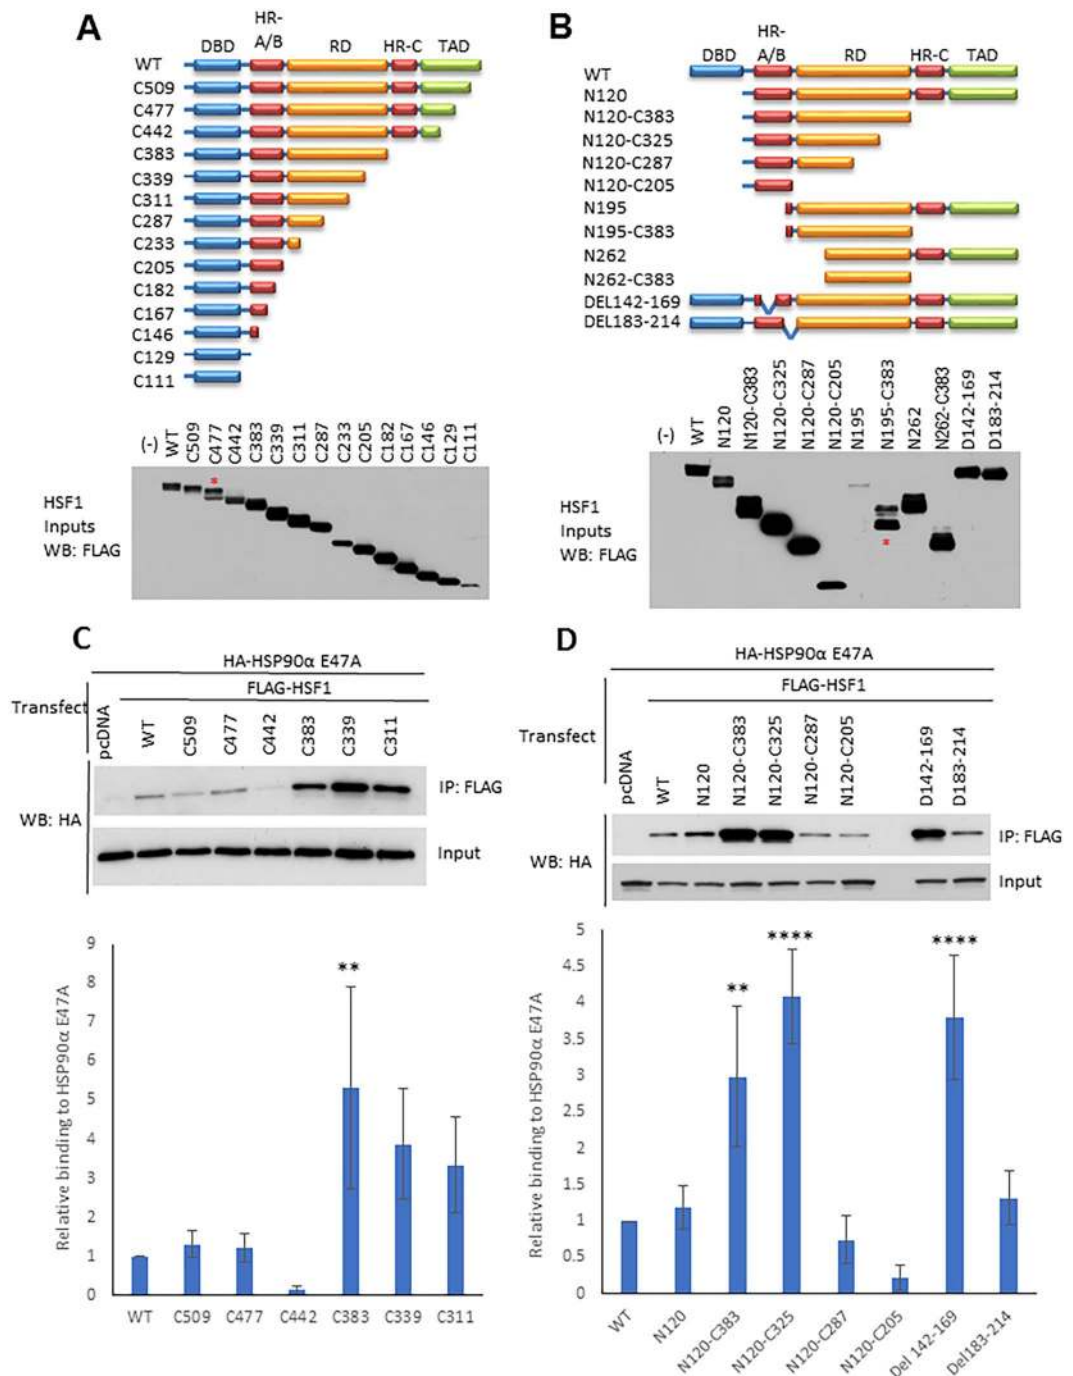 A
HR-
A/B
DBD RD HR-C TAD
WT
C509
C477
C442
C383
C339
C311
C287
C233
C205
C182
C167
C146
C129
C111
(-) WT C509 C477 C442 C383 C339 C311 C287 C233 C205 C182 C167 C146 C129 C111
*
HSF1
Inputs
WB: FLAG
B
HR-
A/B
DBD RD HR-C TAD
WT
N120
N120-C383
N120-C325
N120-C287
N120-C205
N195
N195-C383
N262
N262-C383
DEL142-169
DEL183-214
(-) WT N120 N120-C383 N120-C325 N120-C287 N120-C205 N195 N195-C383 N262 N262-C383 D142-169 D183-214
HSF1
Inputs
WB: FLAG
*
C
HA-HSP90α E47A
FLAG-HSF1
Transfect
pcDNA WT C509 C477 C442 C383 C339 C311
IP: FLAG
WB: HA
Input
9
8
7
6
5
4
3
2
1
0
Relative binding to HSP90α E47A
**
WT C509 C477 C442 C383 C339 C311
D
HA-HSP90α E47A
FLAG-HSF1
Transfect
pcDNA WT N120 N120-C383 N120-C325 N120-C287 N120-C205 D142-169 D183-214
IP: FLAG
WB: HA
Input
5
4.5
4
3.5
3
2.5
2
1.5
1
0.5
0
Relative binding to HSP90α E47A
** **** ****
WT N120 N120-C383 N120-C325 N120-C287 N120-C205 Del 142-169 Del183-214